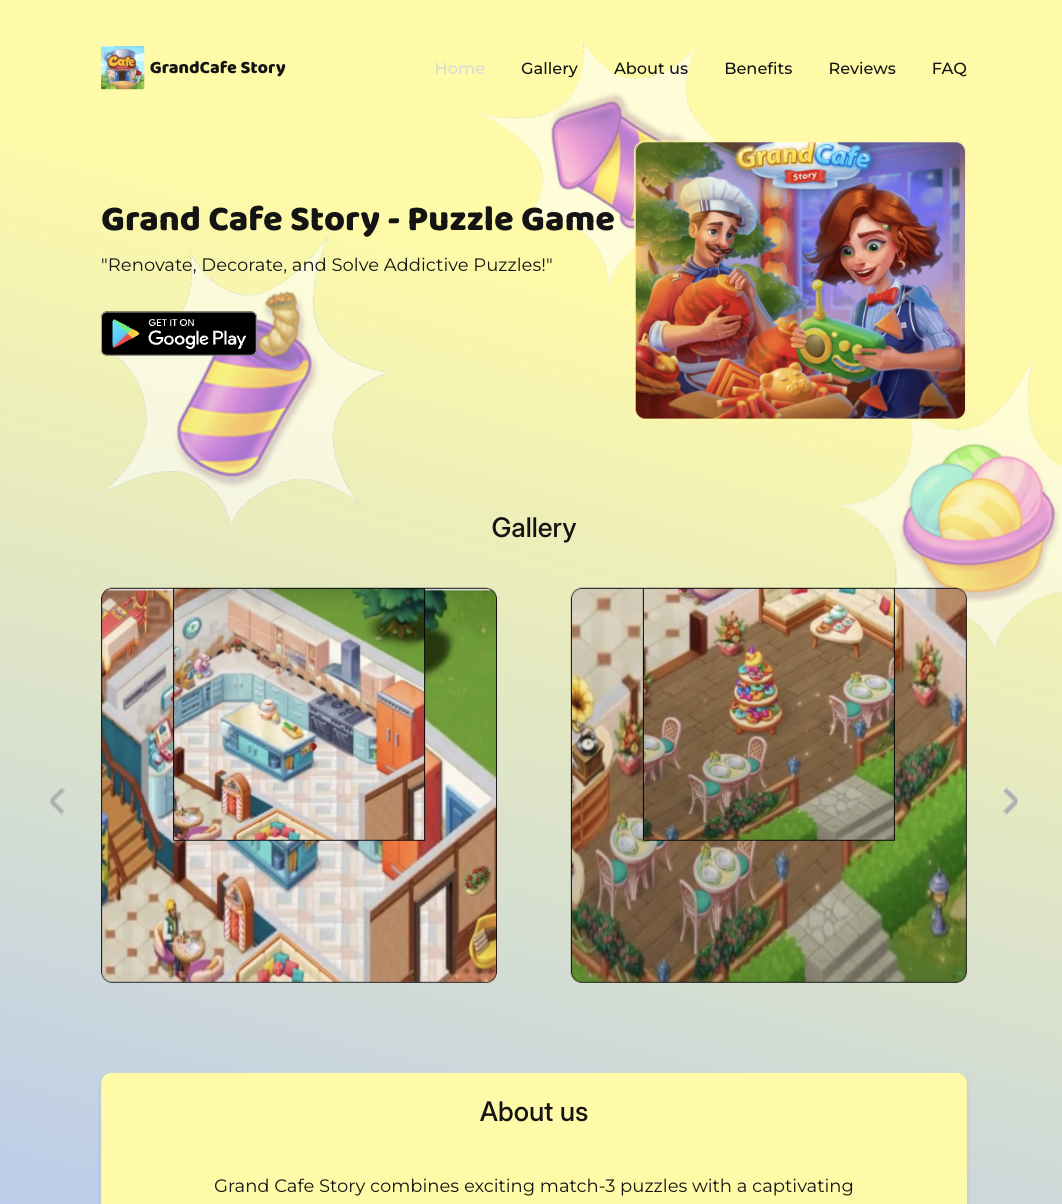 Cafe
GrandCafe Story
Home
Gallery
About us
Benefits
Reviews
FAQ
GrandCafe
Story
Grand Cafe Story - Puzzle Game
"Renovate, Decorate, and Solve Addictive Puzzles!"
GET IT ON
Google Play
Gallery
About us
Grand Cafe Story combines exciting match-3 puzzles with a captivating